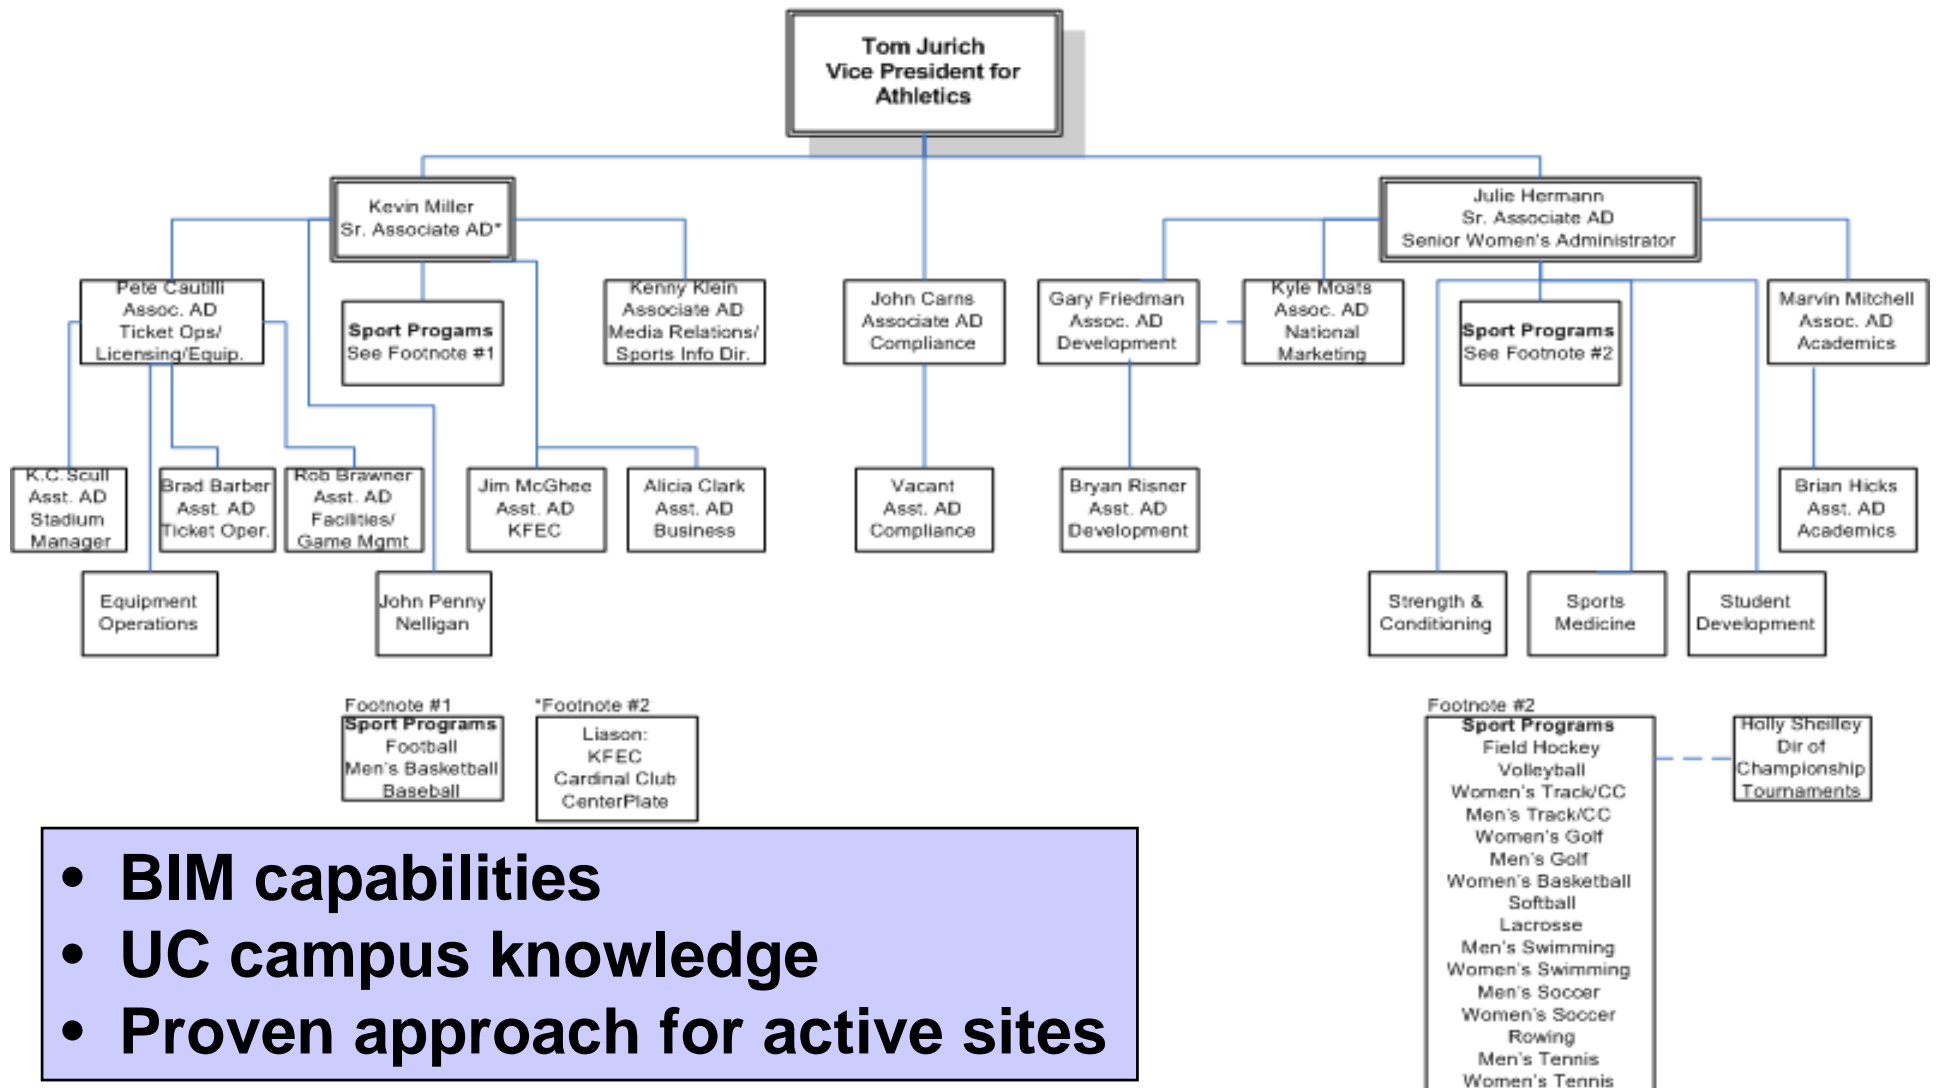 Tom Jurich
Vice President for
Athletics
Kevin Miller
Sr. Associate AD*
Julie Hermann
Sr. Associate AD
Senior Women's Administrator
Pete Cautilli
Assoc. AD
Ticket Ops/
Licensing/Equip.
Sport Progams
See Footnote #1
Kenny Klein
Associate AD
Media Relations/
Sports Info Dir.
John Carns
Associate AD
Compliance
Gary Friedman
Assoc. AD
Development
Kyle Moats
Assoc. AD
National
Marketing
Sport Programs
See Footnote #2
Marvin Mitchell
Assoc. AD
Academics
K.C.Scull
Asst. AD
Stadium
Manager
Brad Barber
Asst. AD
Ticket Oper.
Rob Brawner
Asst. AD
Facilities/
Game Mgmt
Jim McGhee
Asst. AD
KFEC
Alicia Clark
Asst. AD
Business
Vacant
Asst. AD
Compliance
Bryan Risner
Asst. AD
Development
Brian Hicks
Asst. AD
Academics
Equipment
Operations
John Penny
Nelligan
Strength &
Conditioning
Sports
Medicine
Student
Development
Footnote #1
Sport Programs
Football
Men's Basketball
Baseball
*Footnote #2
Liason:
KFEC
Cardinal Club
CenterPlate
Footnote #2
Sport Programs
Field Hockey
Volleyball
Women's Track/CC
Men's Track/CC
Women's Golf
Men's Golf
Women's Basketball
Softball
Lacrosse
Men's Swimming
Women's Swimming
Men's Soccer
Women's Soccer
Rowing
Men's Tennis
Women's Tennis
Holly Sheilley
Dir of
Championship
Tournaments
• BIM capabilities
• UC campus knowledge
• Proven approach for active sites